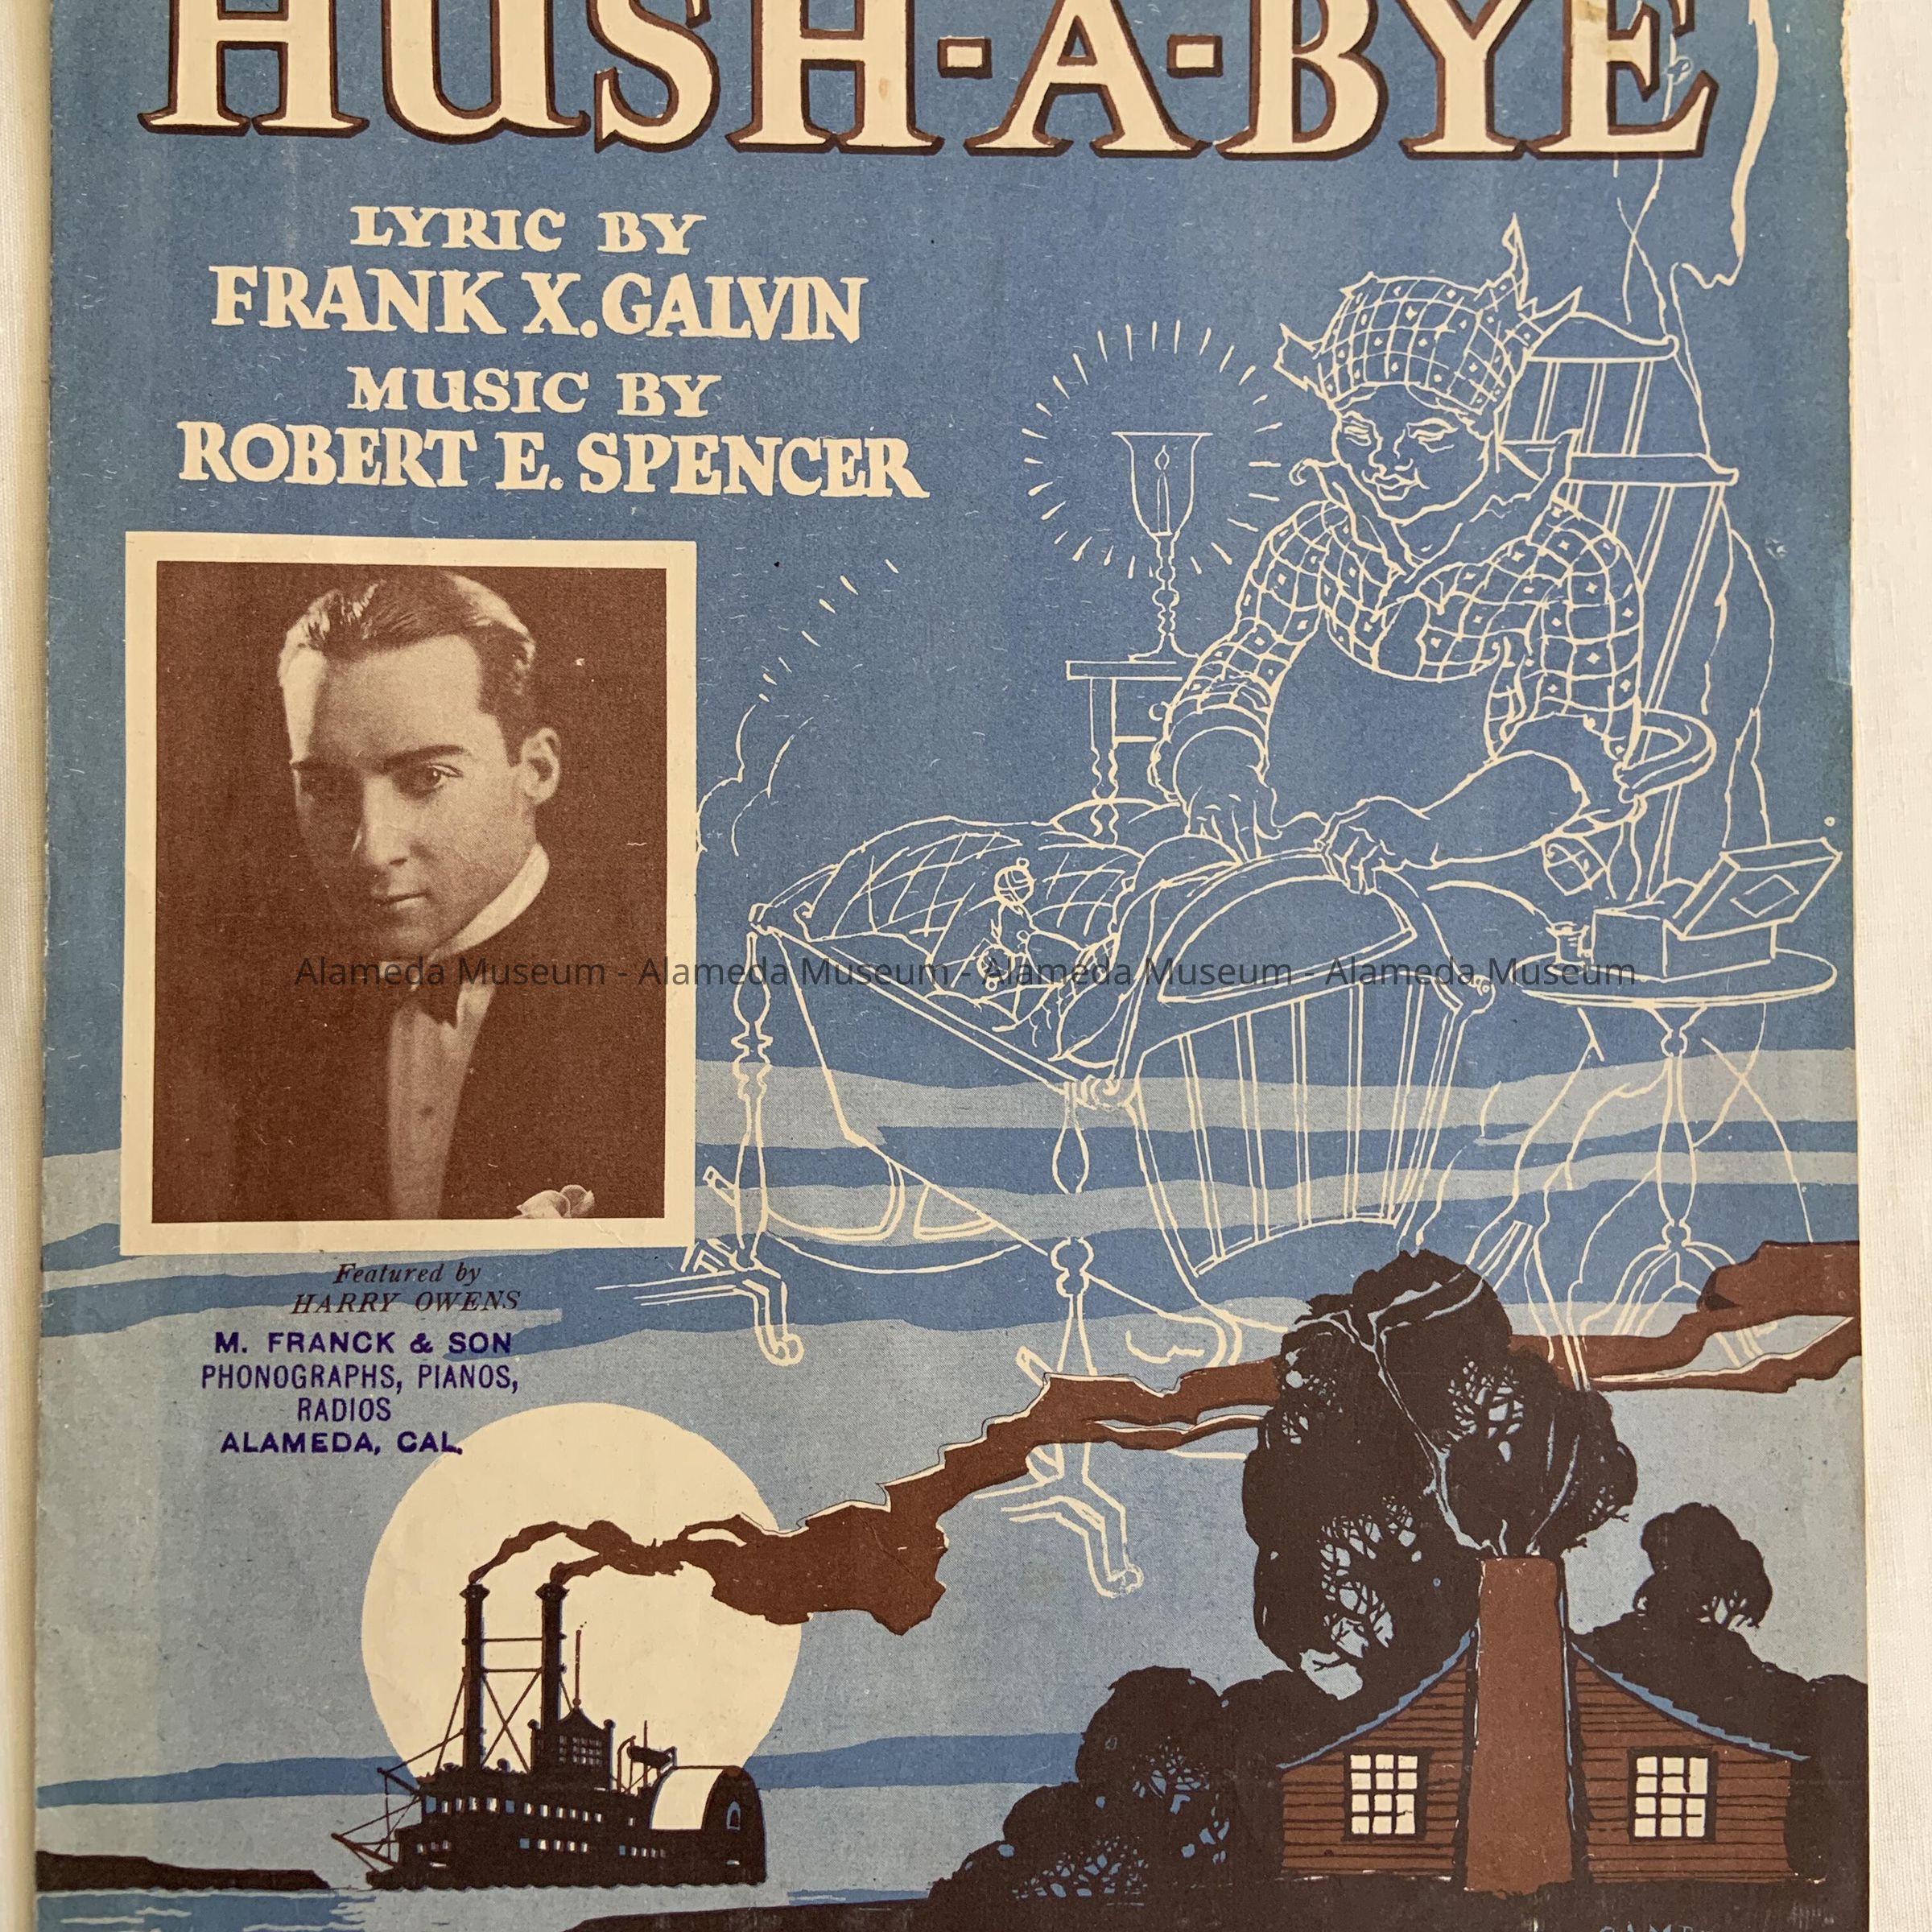 HUSH-A-BYE
LYRIC BY
FRANK X. GALVIN
MUSIC BY
ROBERT E. SPENCER
Alameda Museum - Alameda Museum - Alameda Museum - Alameda Museum
Featured by
HARRY OWENS
M. FRANCK & SON
PHONOGRAPHS, PIANOS,
RADIOS
ALAMEDA, CAL.